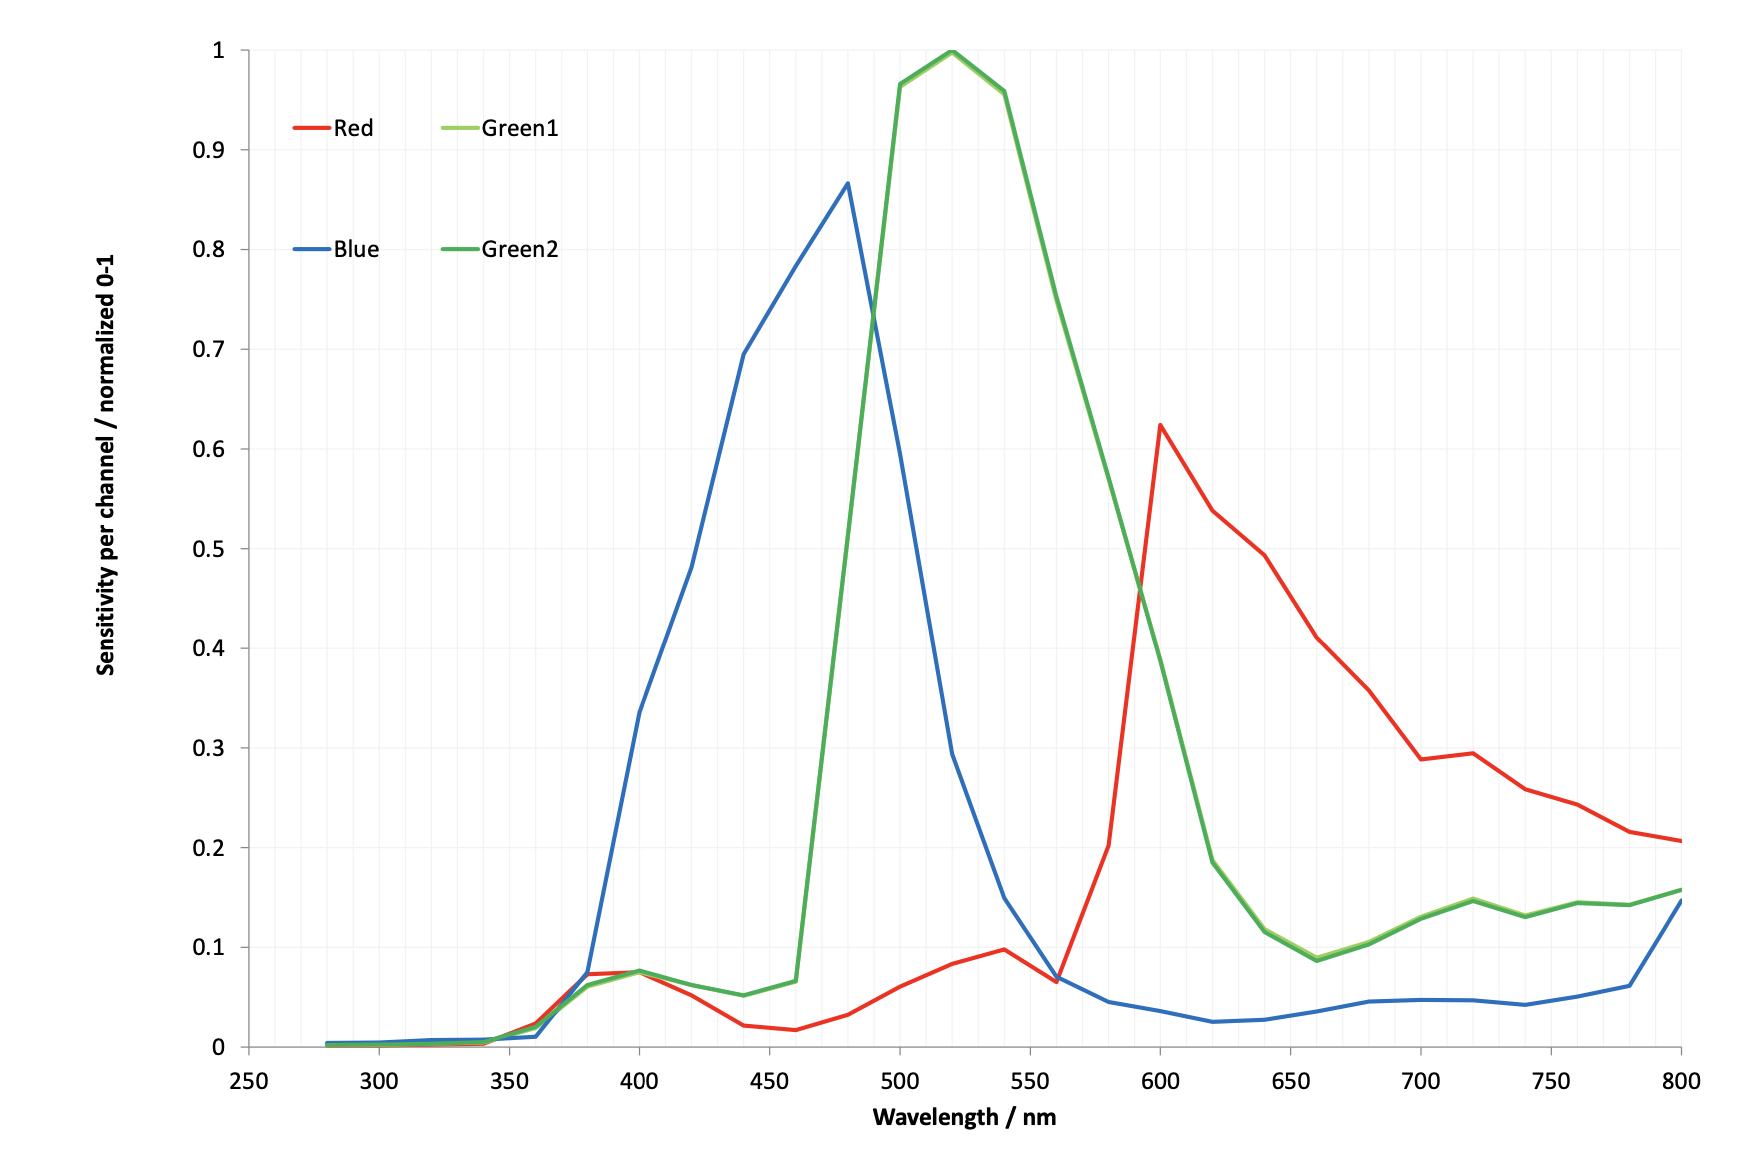 1
0.9
0.8
0.7
0.6
0.5
0.4
0.3
0.2
0.1
0
Sensitivity per channel / normalized 0-1
Red Green1
Blue Green2
250 300 350 400 450 500 550 600 650 700 750 800
Wavelength / nm